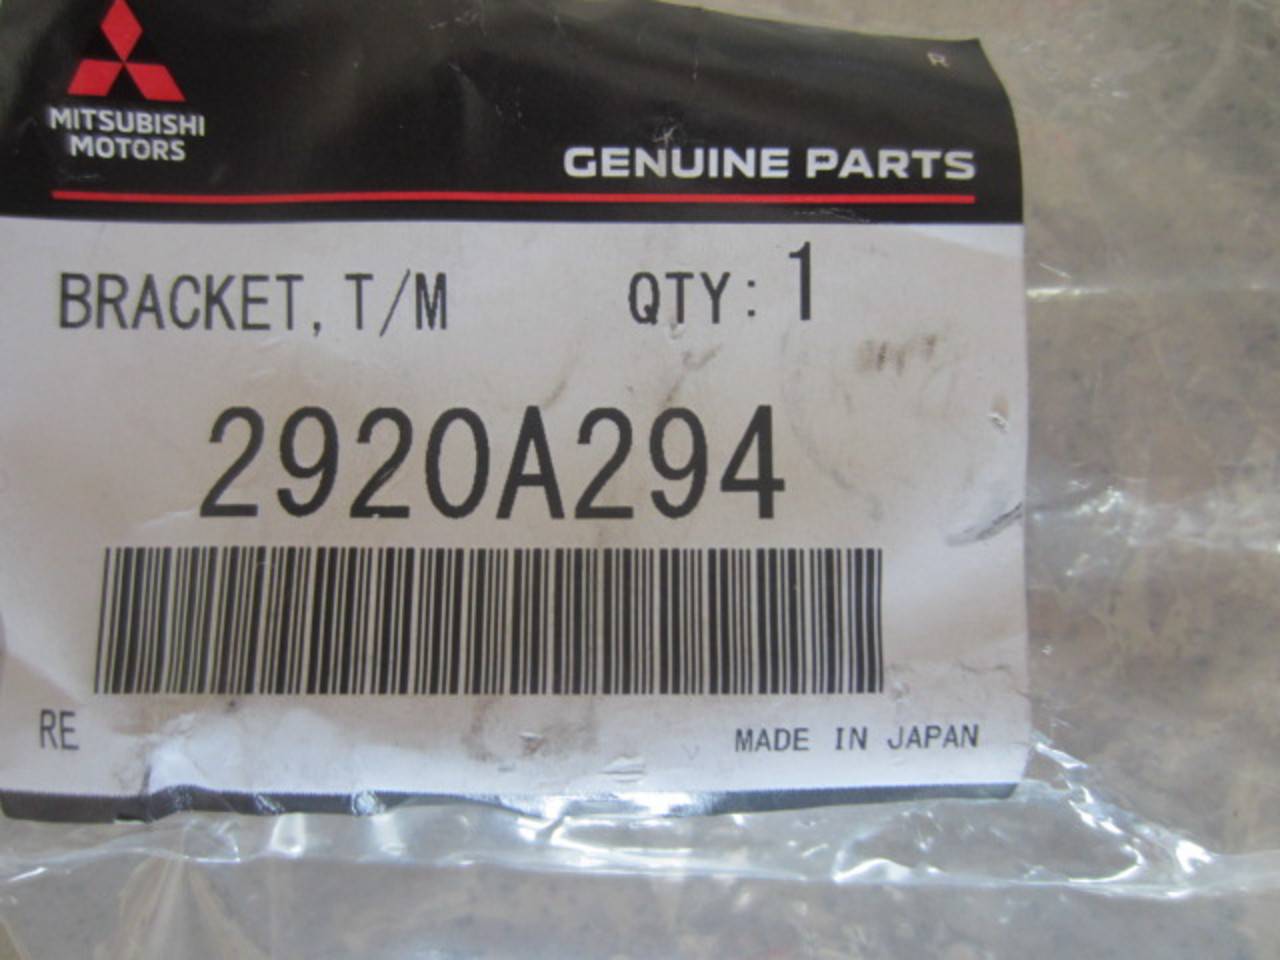 MITSUBISHI
MOTORS
GENUINE PARTS
BRACKET, T/M QTY: 1
2920A294
RE
MADE IN JAPAN